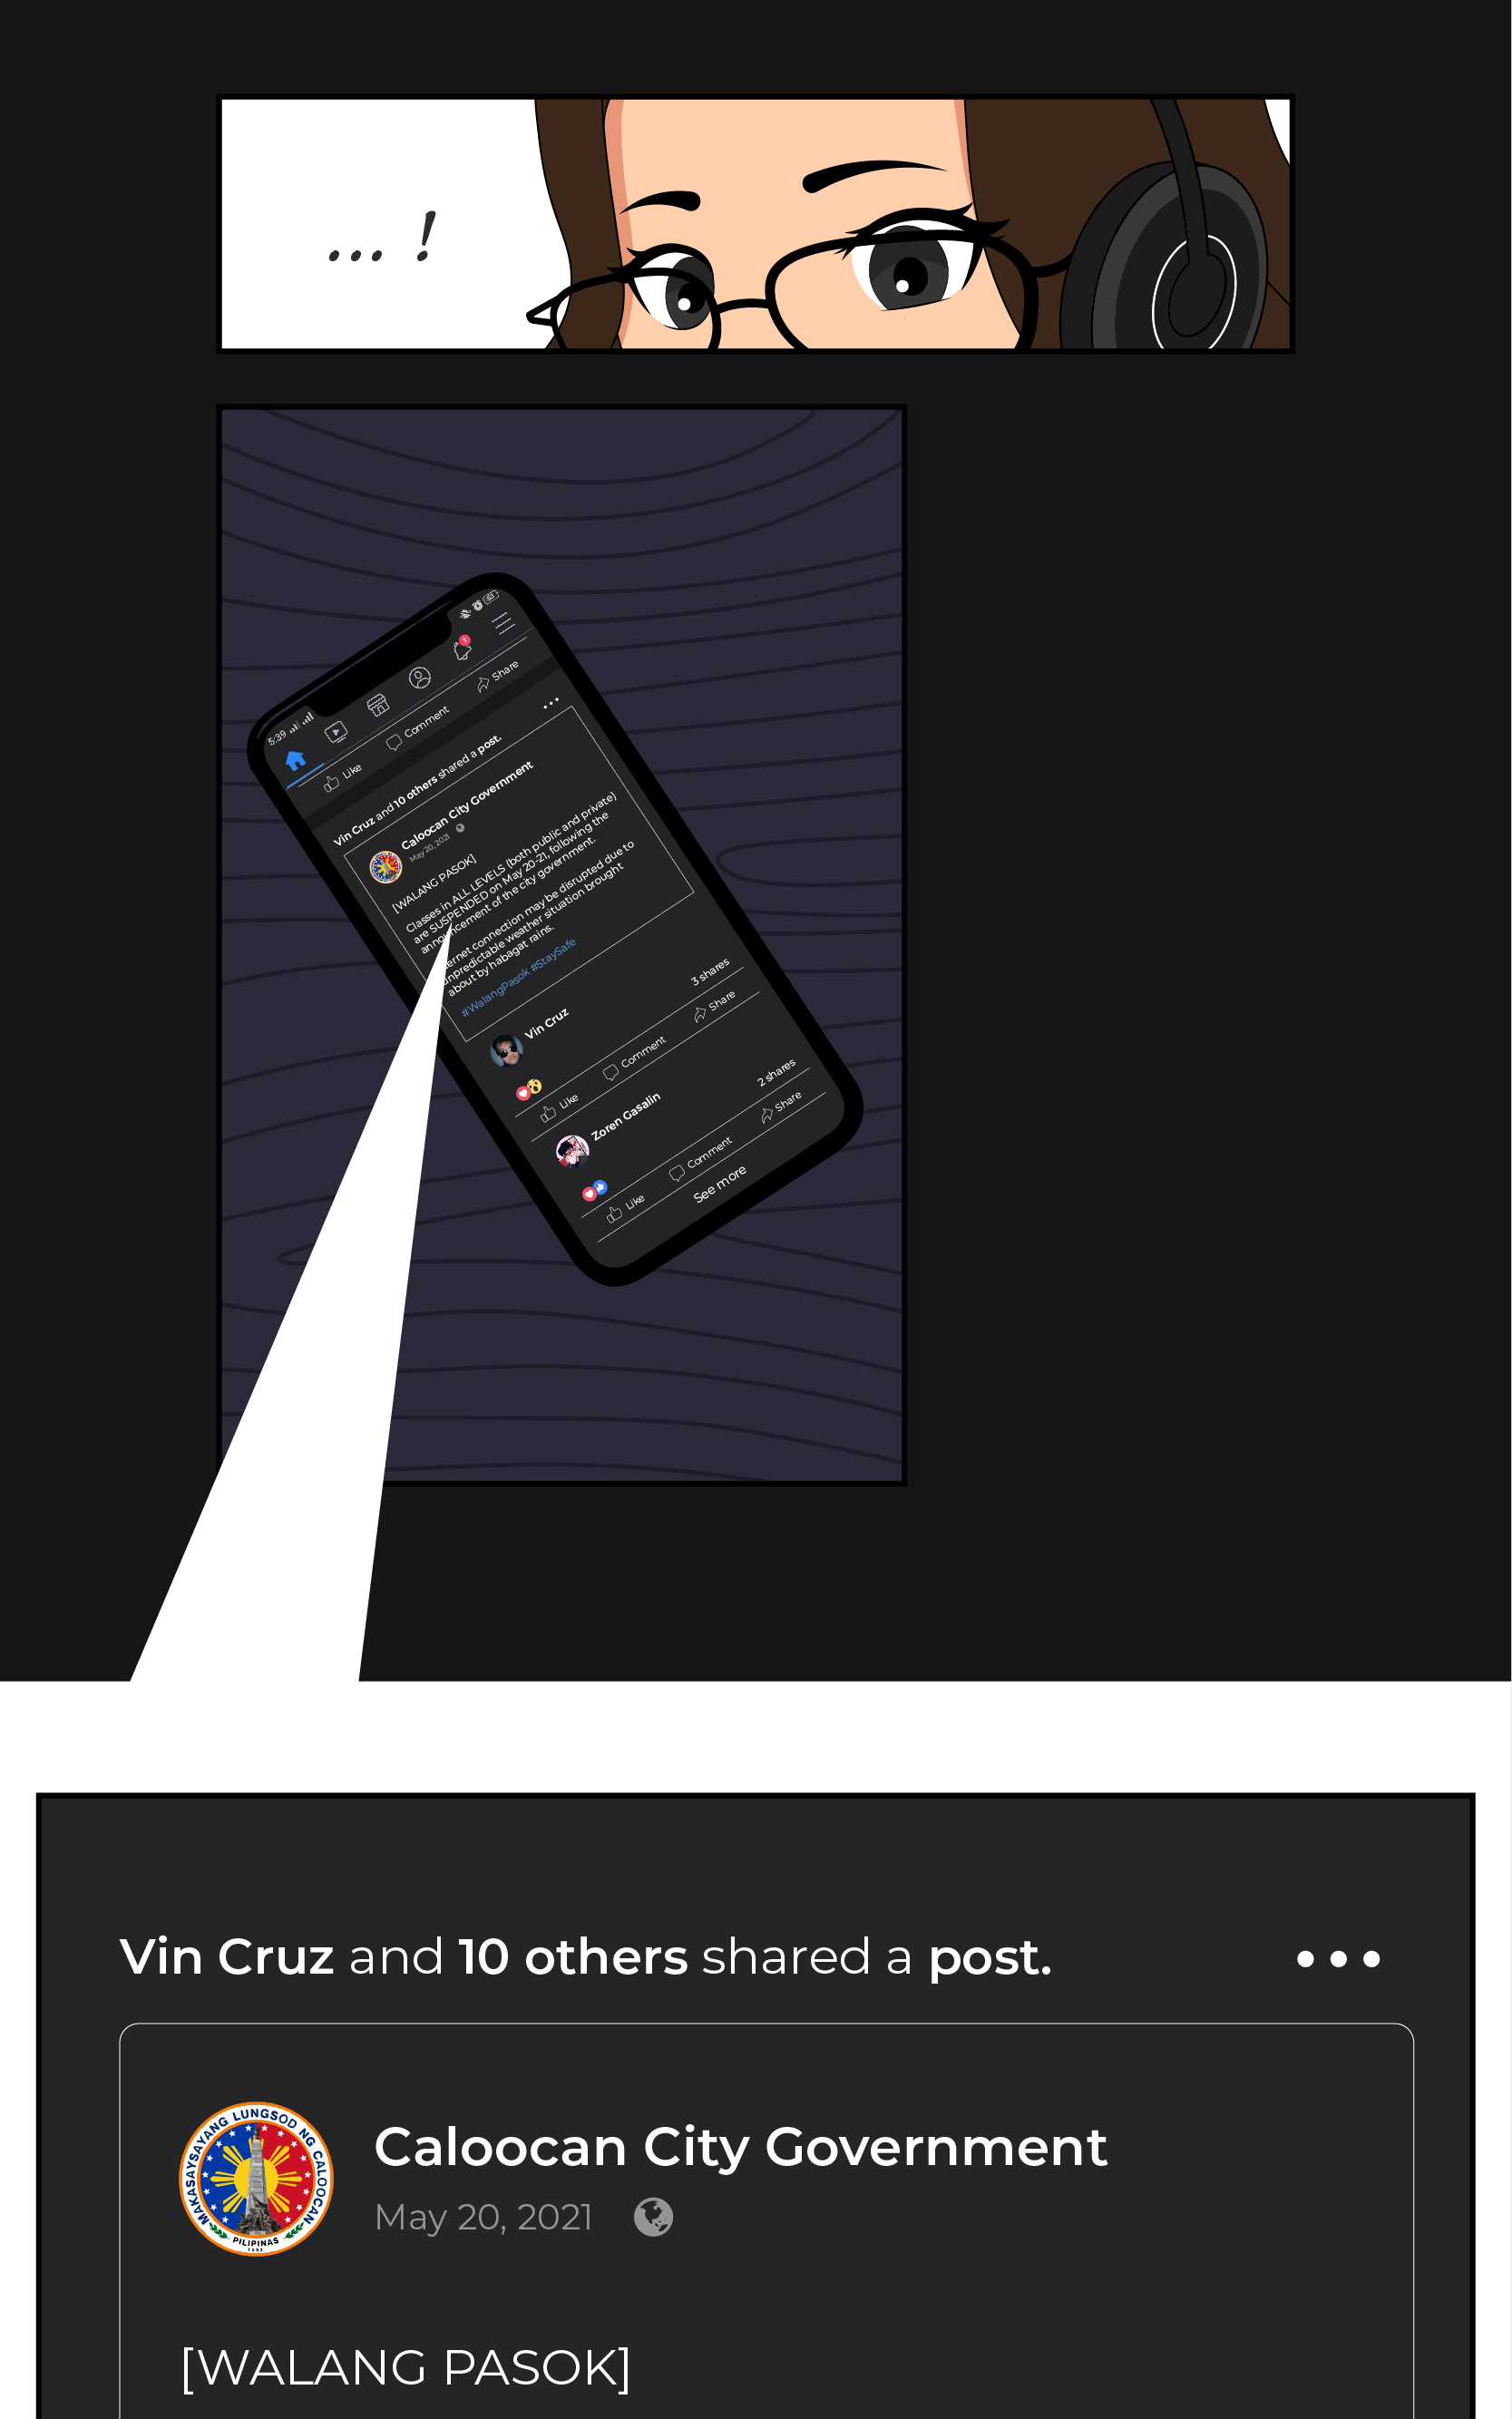 ... !
5:39
Like Comment Share
Vin Cruz and 10 others shared a post.
Caloocan City Government
May 20, 2021
[WALANG PASOK]
Classes in ALL LEVELS (both public and private)
are SUSPENDED on May 20-21, following the
announcement of the city government.
connection may be disrupted due to
unpredictable weather situation brought
about by habagat rains.
#WalangPasok #StaySafe
Vin Cruz
3 shares
Like Comment Share
Zoren Gasalin
2 shares
Like Comment Share
See more
Vin Cruz and 10 others shared a post.
MAKASAYSAYANG LUNGSOD NG CALOOCAN
PILIPINAS
1962
Caloocan City Government
May 20, 2021
[WALANG PASOK]